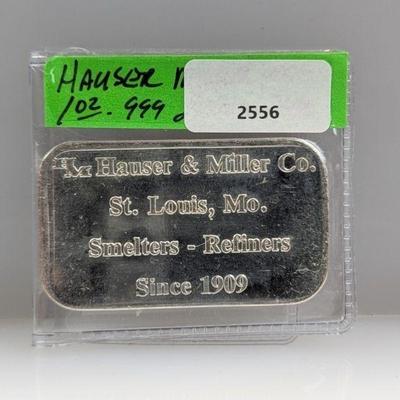 HAUSER
1oz. 999
2556
Hauser & Miller Co.
St. Louis, Mo.
Smelters - Refiners
Since 1909